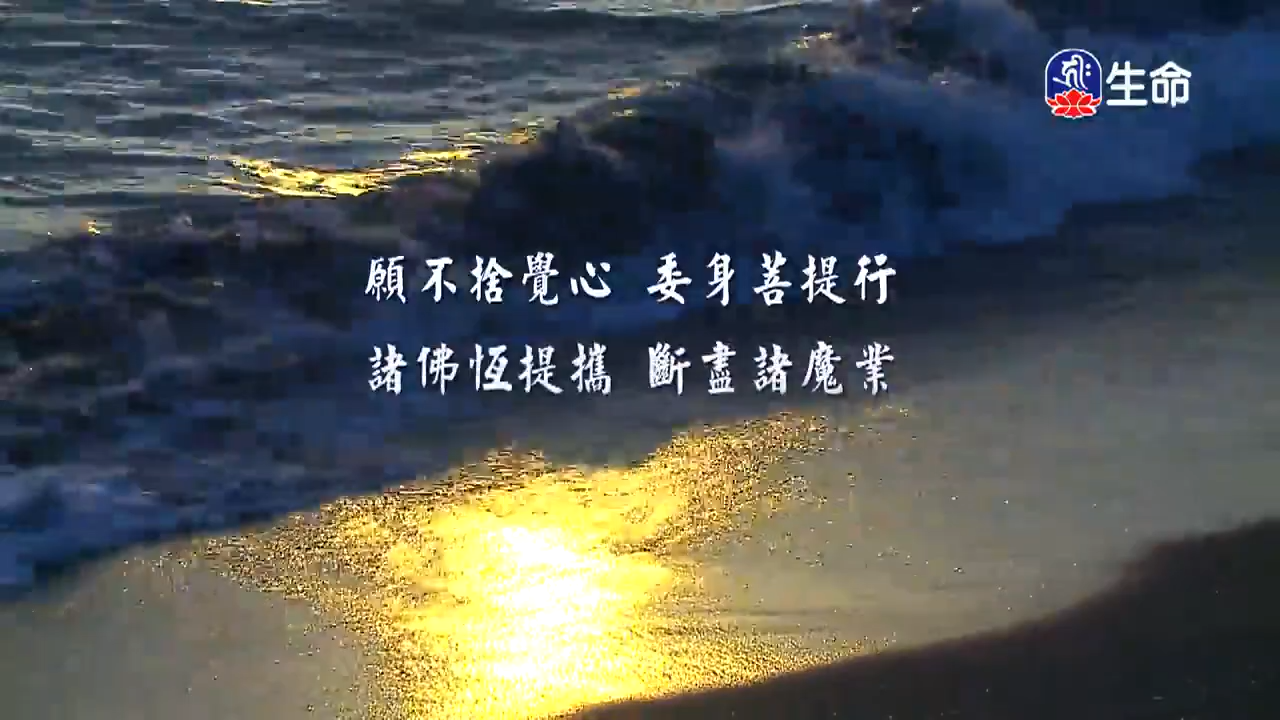 生命
願不捨覺心 委身菩提行
諸佛恆提攜 斷盡諸魔業